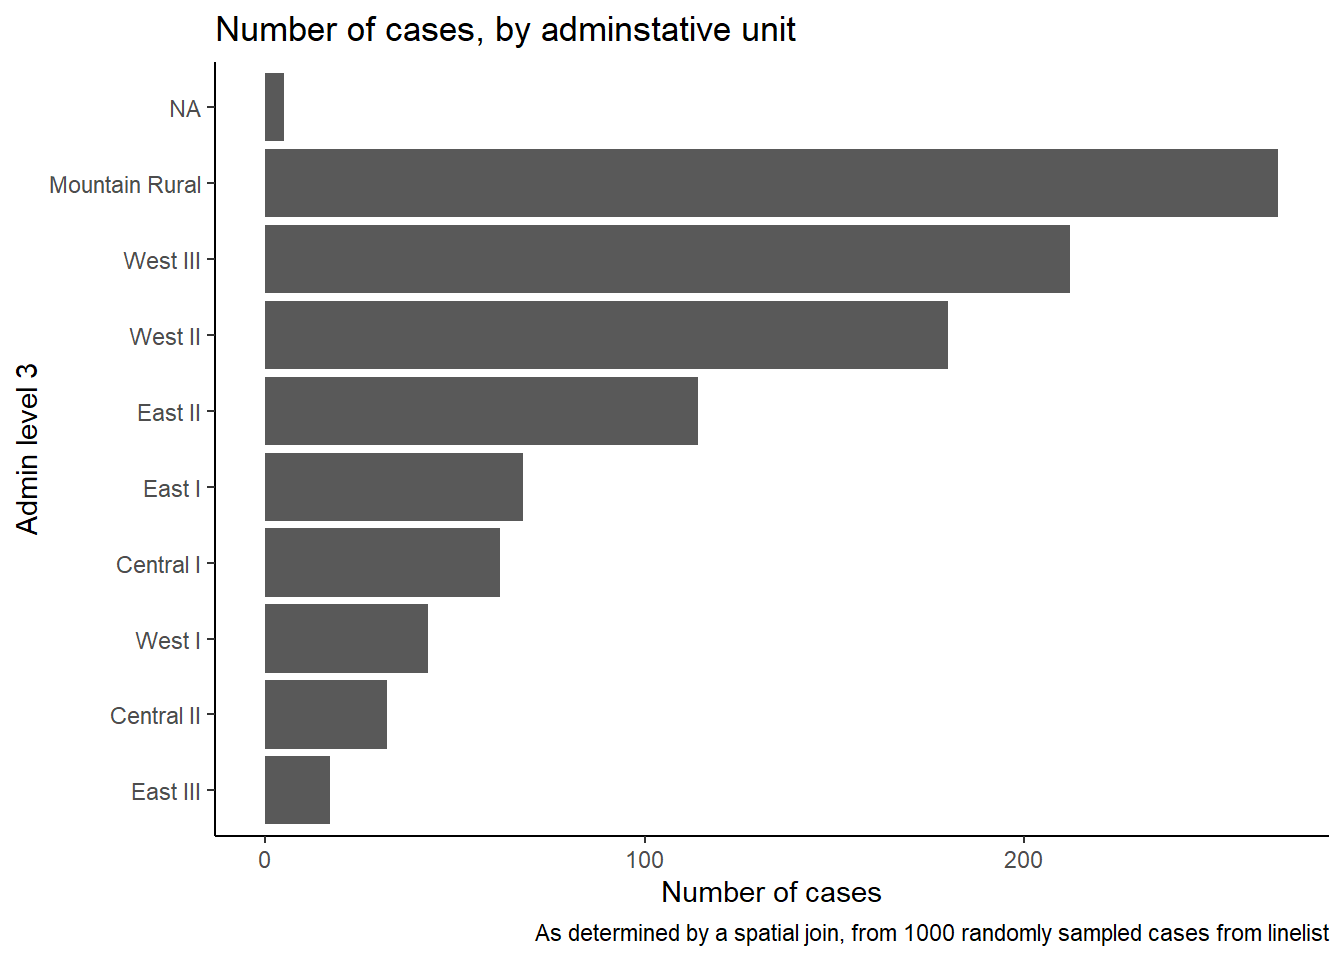 Number of cases, by adminstative unit
NA
Mountain Rural
West III
West II
East II
East I
Central I
West I
Central II
East III
Admin level 3
0 100 200
Number of cases
As determined by a spatial join, from 1000 randomly sampled cases from linelist